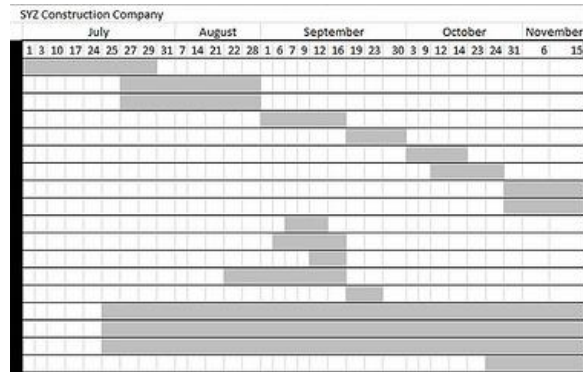 SYZ Construction Company
July August September October November
1 3 10 17 24 25 27 29 31 7 14 21 22 28 1 6 7 9 12 16 19 23 30 3 9 12 14 23 24 31 6 15